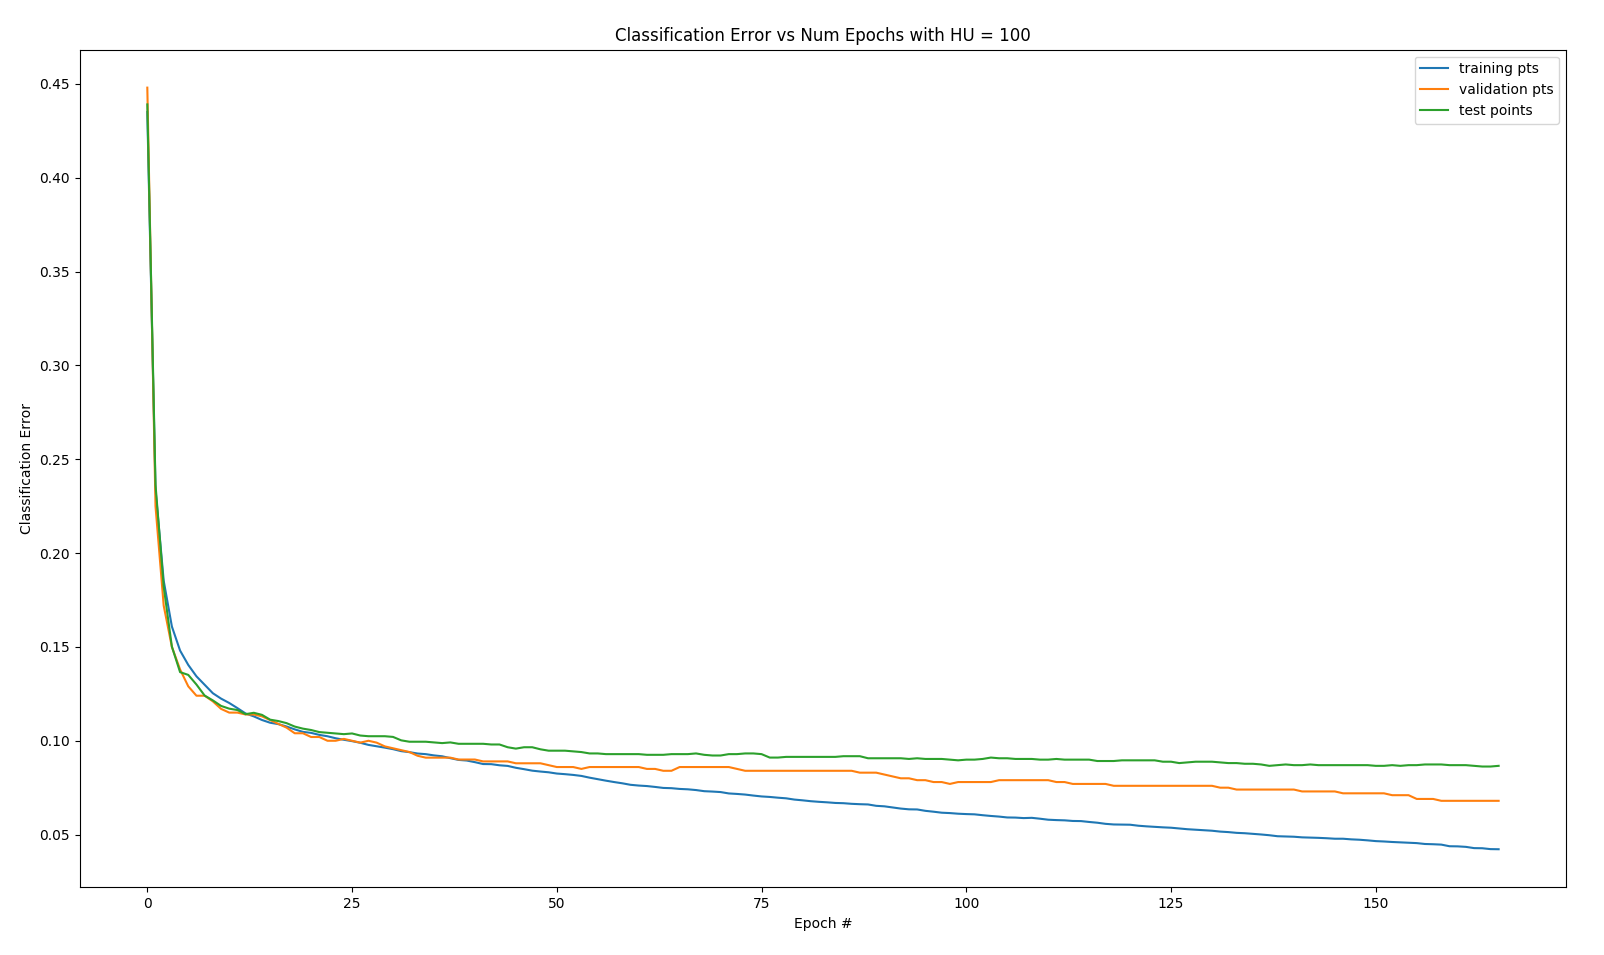 Classification Error vs Num Epochs with HU = 100
training pts
validation pts
test points
0.45
0.40
0.35
0.30
0.25
0.20
0.15
0.10
0.05
Classification Error
0 25 50 75 100 125 150
Epoch #